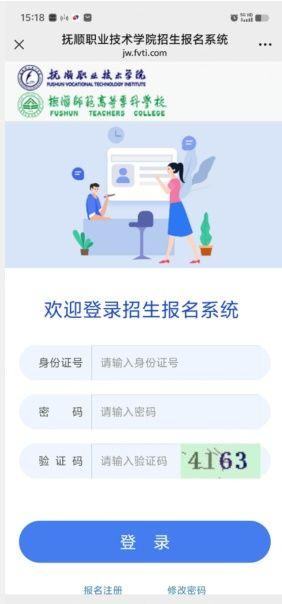 15:18
抚顺职业技术学院招生报名系统
jw.fvti.com
抚顺职业技术学院
FUSHUN VOCATIONAL TECHNOLOGY INSTITUTE
抚顺师范高等专科学校
FUSHUN TEACHERS COLLEGE
欢迎登录招生报名系统
身份证号 请输入身份证号
密 码 请输入密码
验 证 码 请输入验证码 4163
登 录
报名注册 修改密码